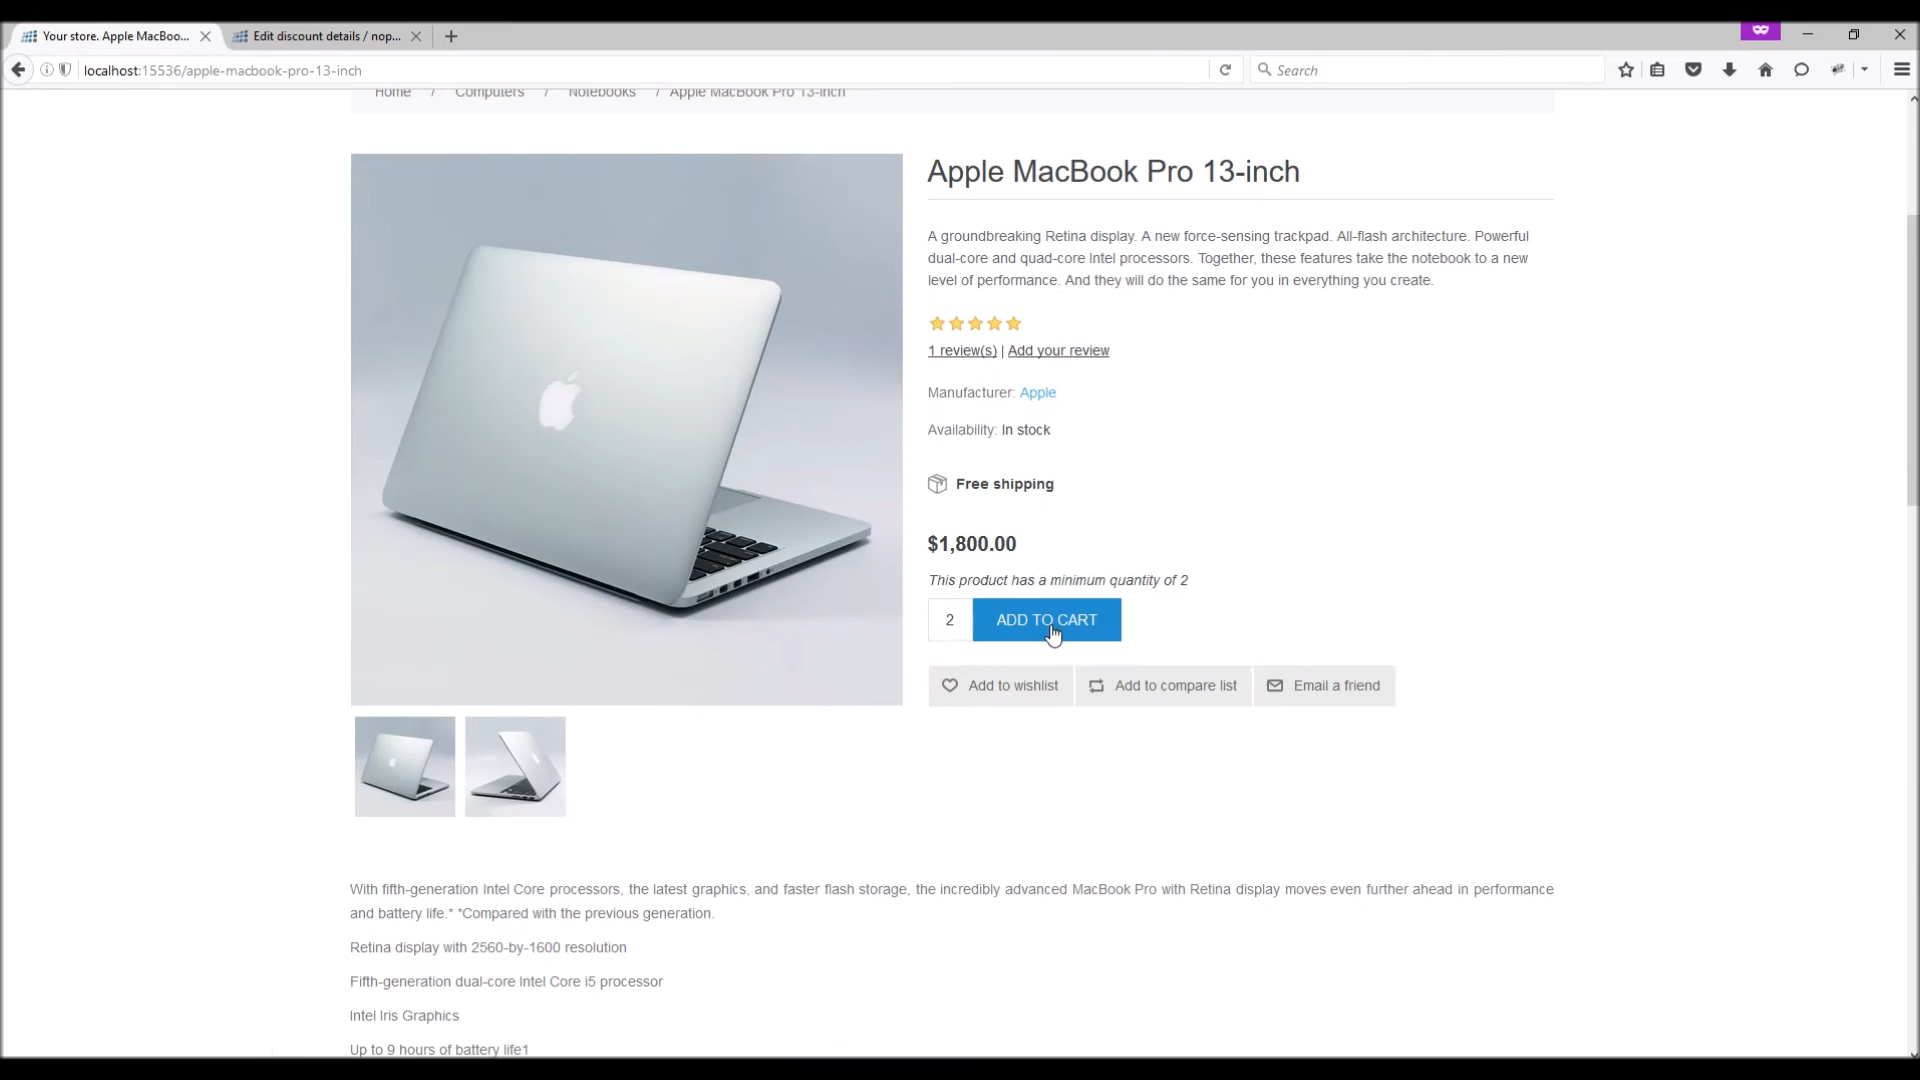 Your store. Apple MacBoo...
Edit discount details / nop...
localhost:15536/apple-macbook-pro-13-inch
Search
Home / Computers / Notebooks / Apple MacBook Pro 13-inch
Apple MacBook Pro 13-inch
A groundbreaking Retina display. A new force-sensing trackpad. All-flash architecture. Powerful
dual-core and quad-core Intel processors. Together, these features take the notebook to a new
level of performance. And they will do the same for you in everything you create.
1 review(s) | Add your review
Manufacturer: Apple
Availability: In stock
Free shipping
$1,800.00
This product has a minimum quantity of 2
2 ADD TO CART
Add to wishlist Add to compare list Email a friend
With fifth-generation Intel Core processors, the latest graphics, and faster flash storage, the incredibly advanced MacBook Pro with Retina display moves even further ahead in performance
and battery life.* *Compared with the previous generation.
Retina display with 2560-by-1600 resolution
Fifth-generation dual-core Intel Core i5 processor
Intel Iris Graphics
Up to 9 hours of battery life1